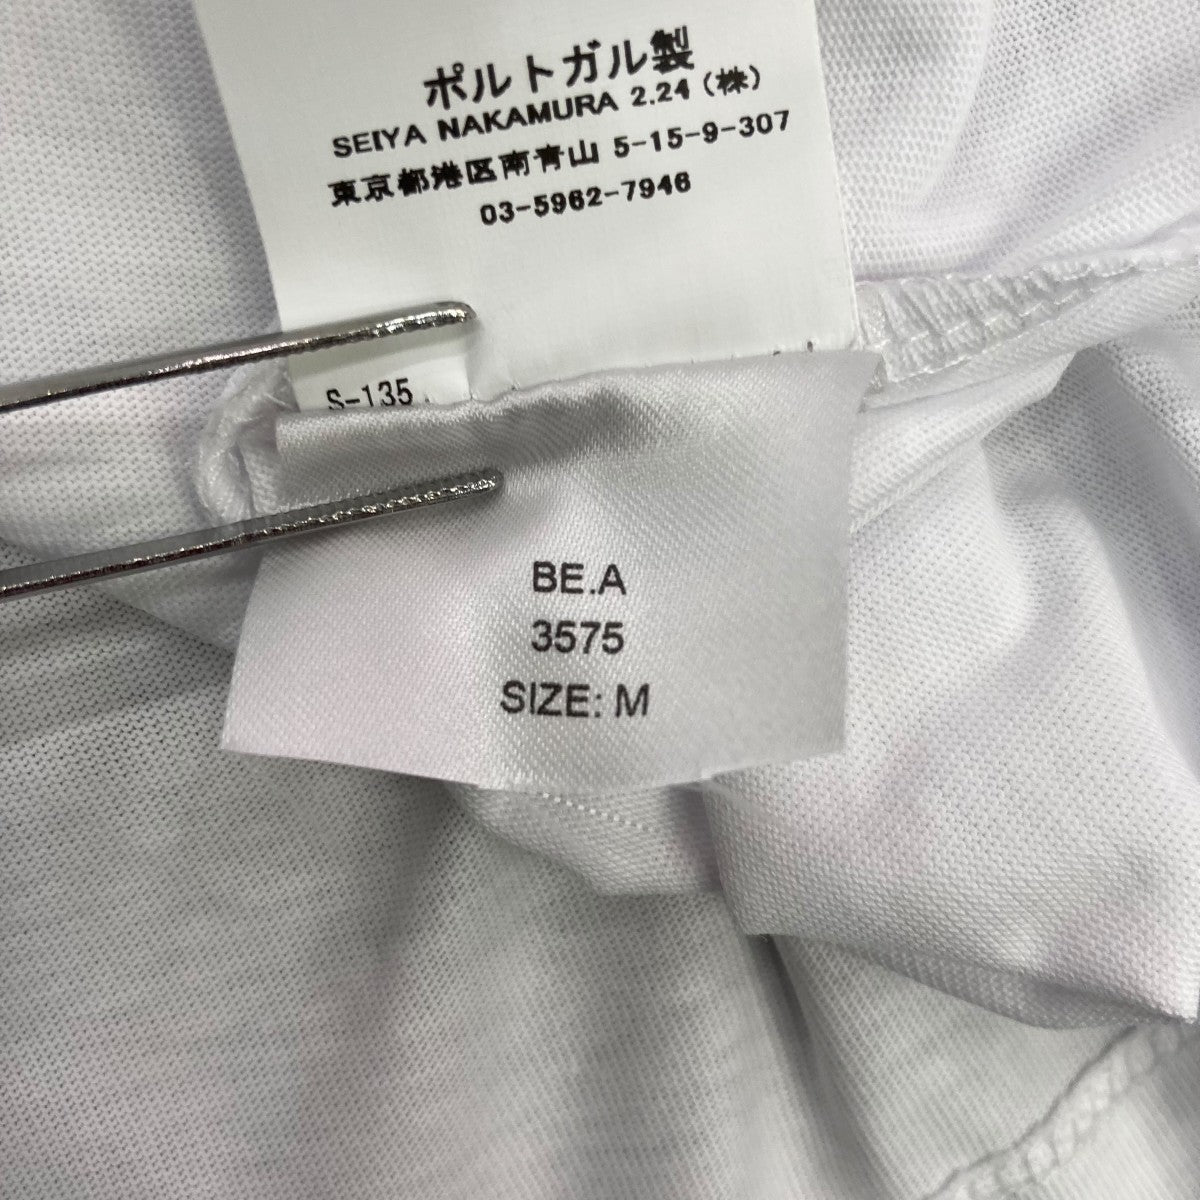 ポルトガル製
SEIYA NAKAMURA 2.24 (株)
東京都港区南青山 5-15-9-307
03-5962-7946
S-135
BE.A
3575
SIZE: M